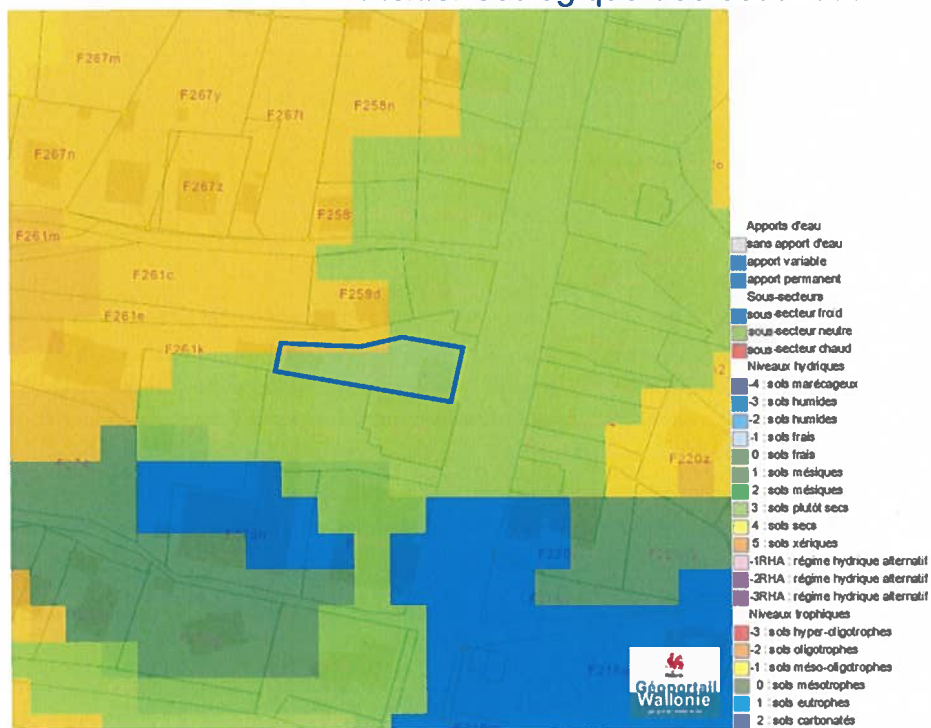 F267m
F267y
F267t
F258n
F267n
F267z
F258
F261m
F261c
F259d
F261e
F261k
F220z
Apports d'eau
sans apport d'eau
apport variable
apport permanent
Sous-secteurs
sous-secteur froid
sous-secteur neutre
sous-secteur chaud
Niveaux hydriques
-4 : sols marécageux
-3 : sols humides
-2 : sols humides
-1 : sols frais
0 : sols frais
1 : sols mésiques
2 : sols mésiques
3 : sols plutôt secs
4 : sols secs
5 : sols xériques
-1RHA : régime hydrique alternatif
-2RHA : régime hydrique alternatif
-3RHA : régime hydrique alternatif
Niveaux trophiques
-3 : sols hyper-oligotrophes
-2 : sols oligotrophes
-1 : sols méso-oligotrophes
0 : sols mésotrophes
1 : sols eutrophes
2 : sols carbonatés
Géoportail
Wallonie